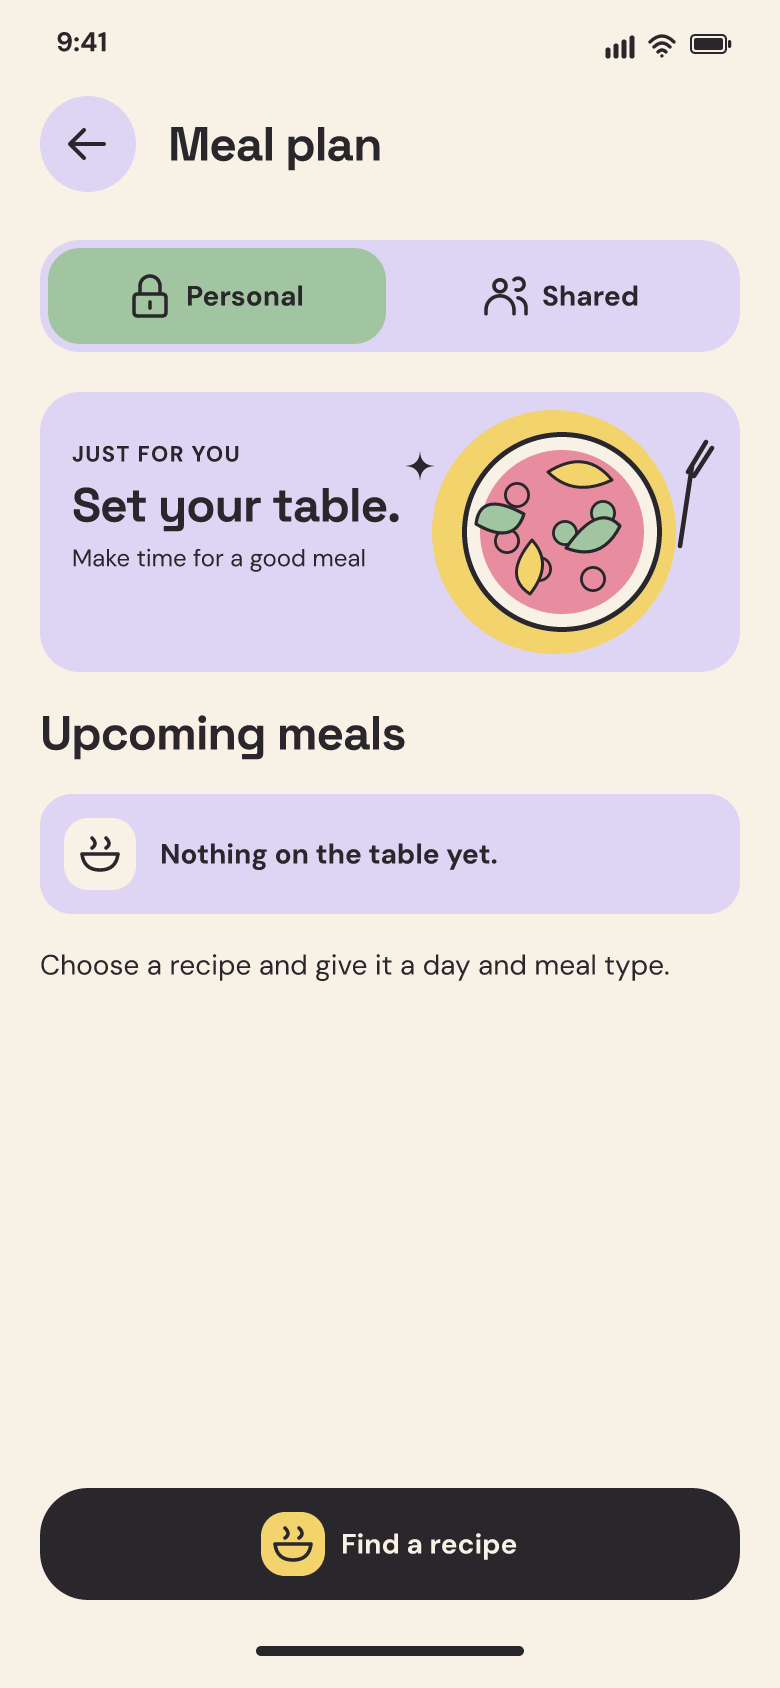 9:41
Meal plan
Personal
Shared
JUST FOR YOU
Set your table.
Make time for a good meal
Upcoming meals
Nothing on the table yet.
Choose a recipe and give it a day and meal type.
Find a recipe